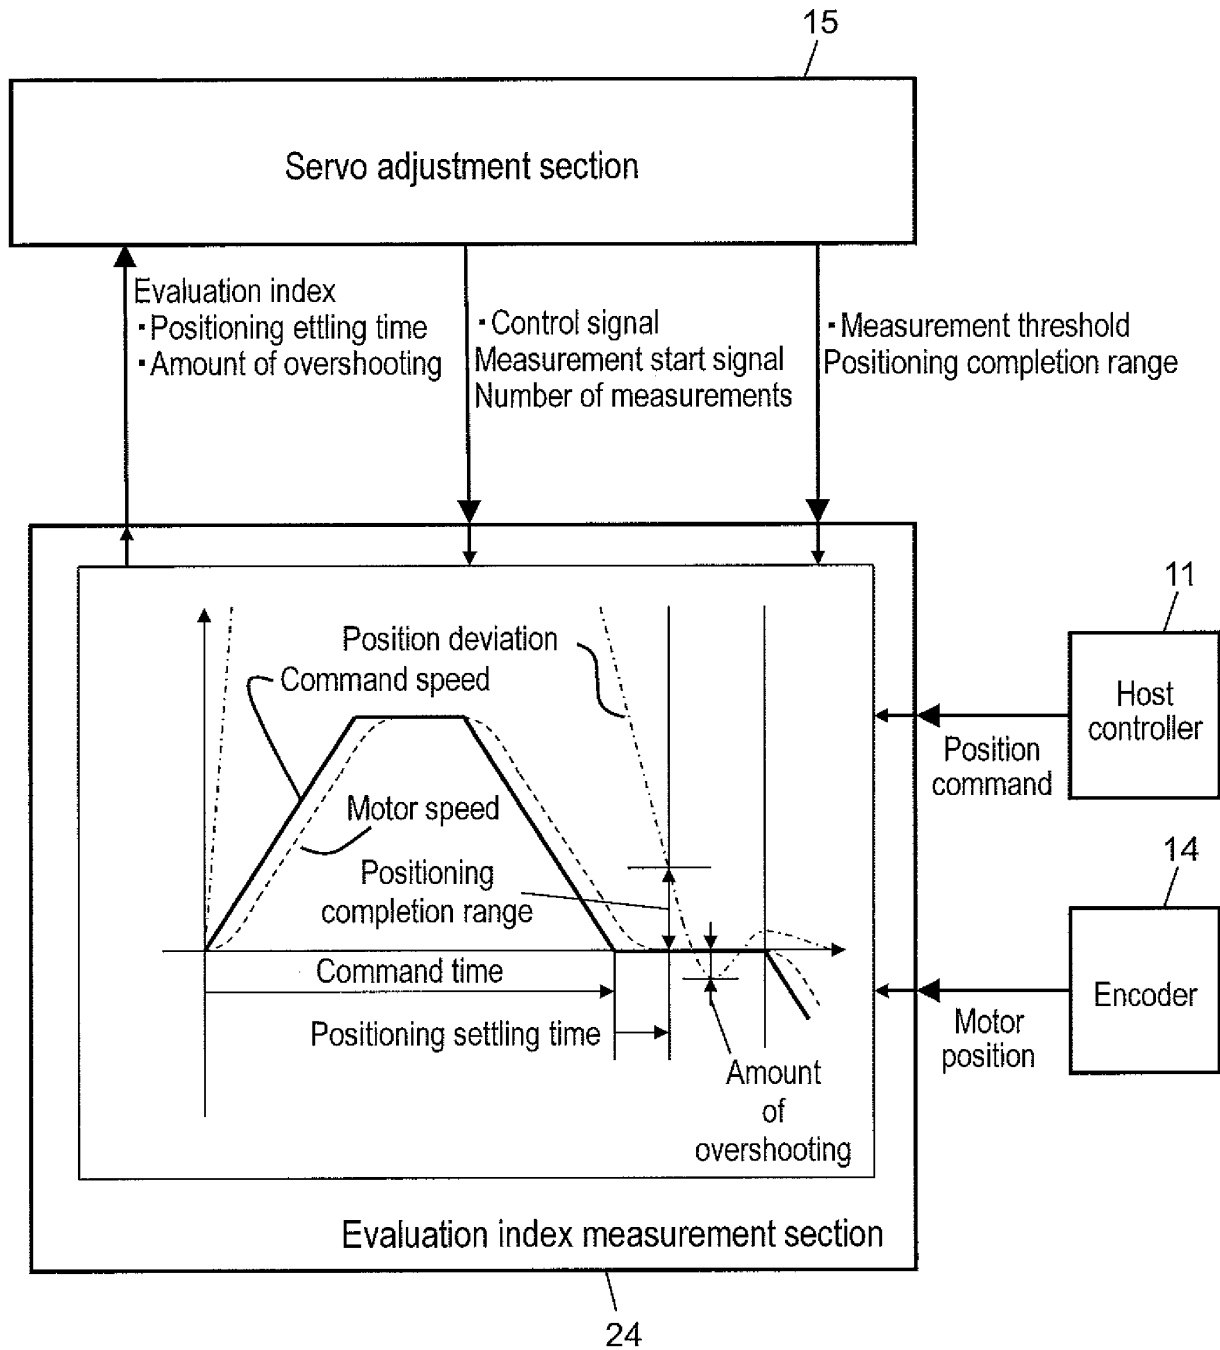 15
Servo adjustment section
Evaluation index
・Positioning ettling time
・Amount of overshooting
・Control signal
Measurement start signal
Number of measurements
・Measurement threshold
Positioning completion range
Position deviation
Command speed
Motor speed
Positioning
completion range
Command time
Positioning settling time
Amount
of
overshooting
Evaluation index measurement section
24
11
Host
controller
Position
command
14
Encoder
Motor
position